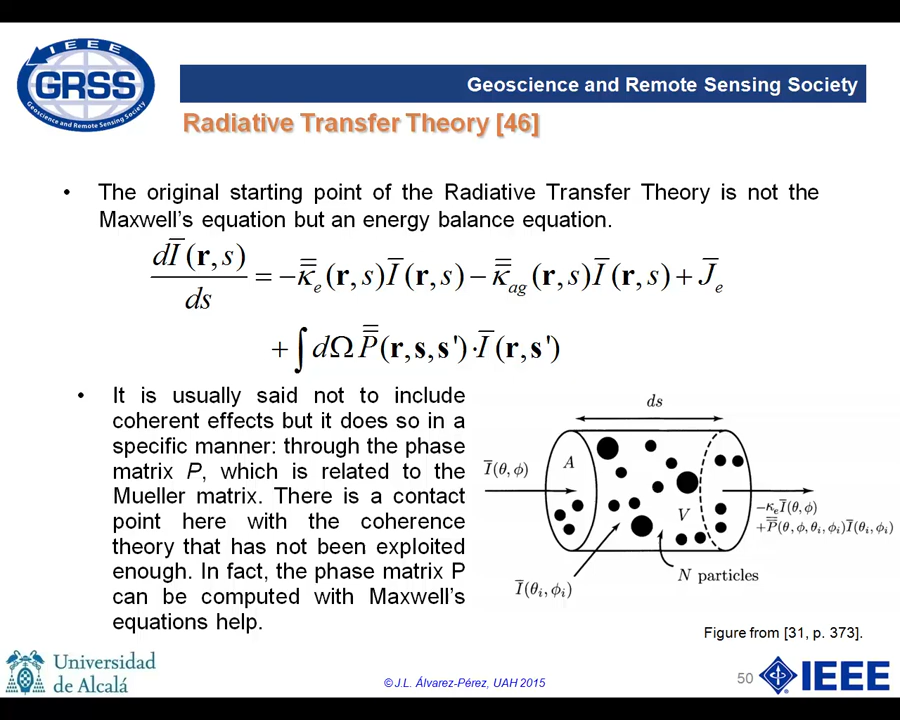 IEEE
GRSS
Geoscience and Remote Sensing Society
Geoscience and Remote Sensing Society
Radiative Transfer Theory [46]
• The original starting point of the Radiative Transfer Theory is not the
Maxwell's equation but an energy balance equation.
dI̅(r,s)/ds = −κ̿ₑ(r,s)I̅(r,s) − κ̿_ag(r,s)I̅(r,s) + J̅ₑ
+ ∫ dΩ P̿(r,s,s')·I̅(r,s')
• It is usually said not to include
coherent effects but it does so in a
specific manner: through the phase
matrix P, which is related to the
Mueller matrix. There is a contact
point here with the coherence
theory that has not been exploited
enough. In fact, the phase matrix P
can be computed with Maxwell's
equations help.
ds
A
I̅(θ,ϕ)
V
−κₑI̅(θ,ϕ)
+P̿(θ,ϕ,θᵢ,ϕᵢ)I̅(θᵢ,ϕᵢ)
N particles
I̅(θᵢ,ϕᵢ)
Figure from [31, p. 373].
Universidad
de Alcalá
© J.L. Álvarez-Pérez, UAH 2015
50
IEEE